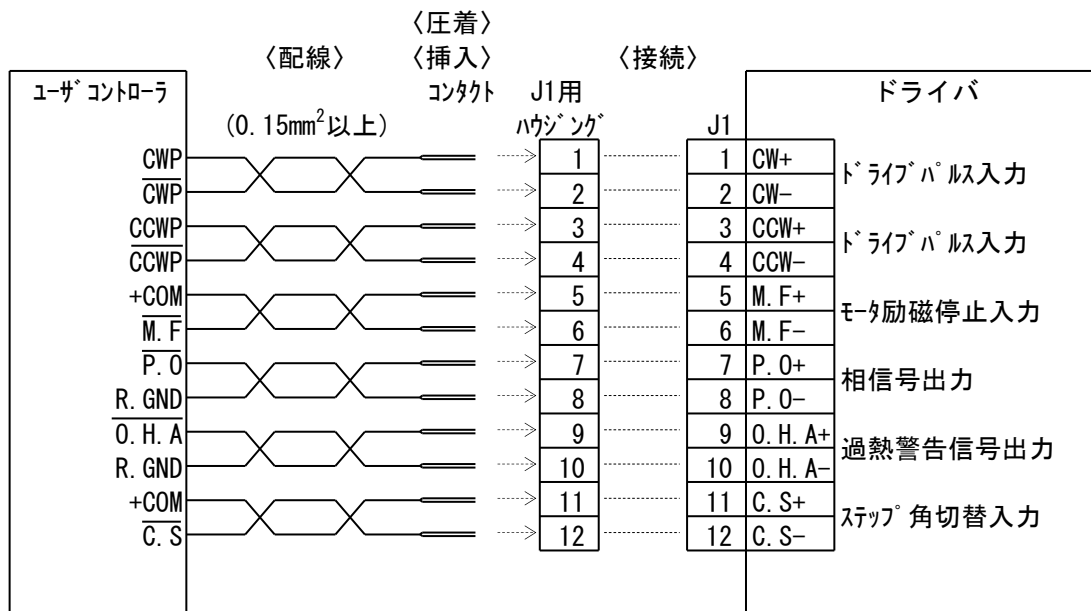 〈圧着〉
〈配線〉 〈挿入〉 〈接続〉
ﾕｰｻﾞｺﾝﾄﾛｰﾗ ｺﾝﾀｸﾄ J1用 ドライバ
(0.15mm²以上) ﾊｳｼﾞﾝｸﾞ J1
CWP 1 1 CW+
ﾄﾞﾗｲﾌﾞﾊﾟﾙｽ入力
C̅W̅P̅ 2 2 CW-
CCWP 3 3 CCW+
ﾄﾞﾗｲﾌﾞﾊﾟﾙｽ入力
C̅C̅W̅P̅ 4 4 CCW-
+COM 5 5 M.F+
ﾓｰﾀ励磁停止入力
M̅.̅F̅ 6 6 M.F-
P̅.̅O̅ 7 7 P.O+
相信号出力
R.GND 8 8 P.O-
O̅.̅H̅.̅A̅ 9 9 O.H.A+
過熱警告信号出力
R.GND 10 10 O.H.A-
+COM 11 11 C.S+
ｽﾃｯﾌﾟ角切替入力
C̅.̅S̅ 12 12 C.S-